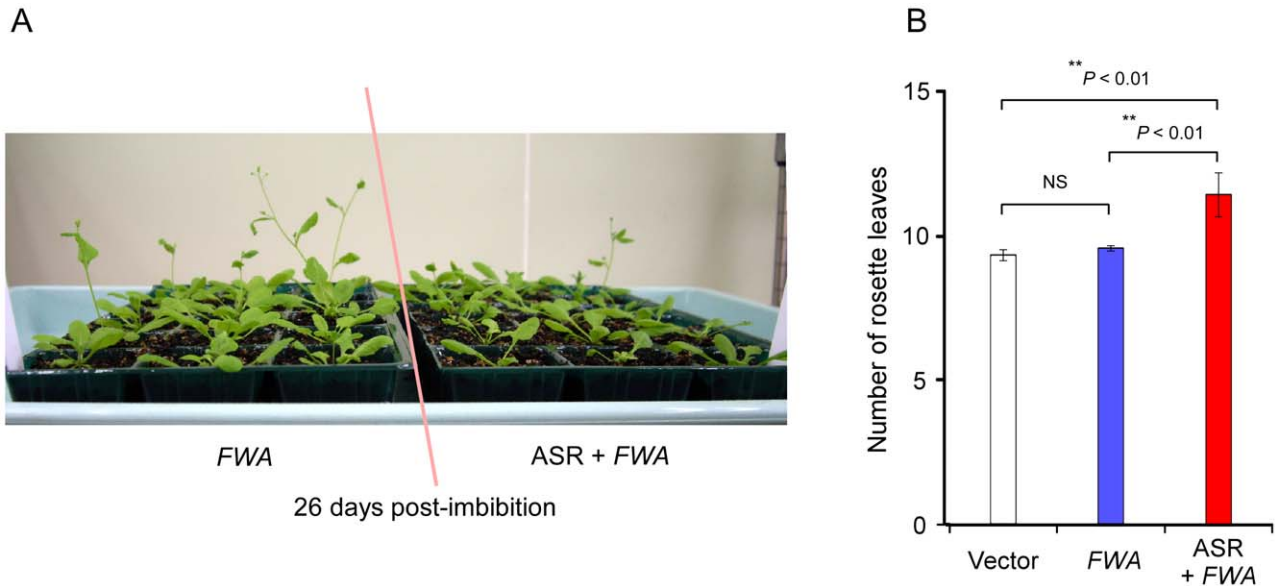 A
FWA
ASR + FWA
26 days post-imbibition
B
Number of rosette leaves
15
10
5
0
**P < 0.01
**P < 0.01
NS
Vector
FWA
ASR
+ FWA